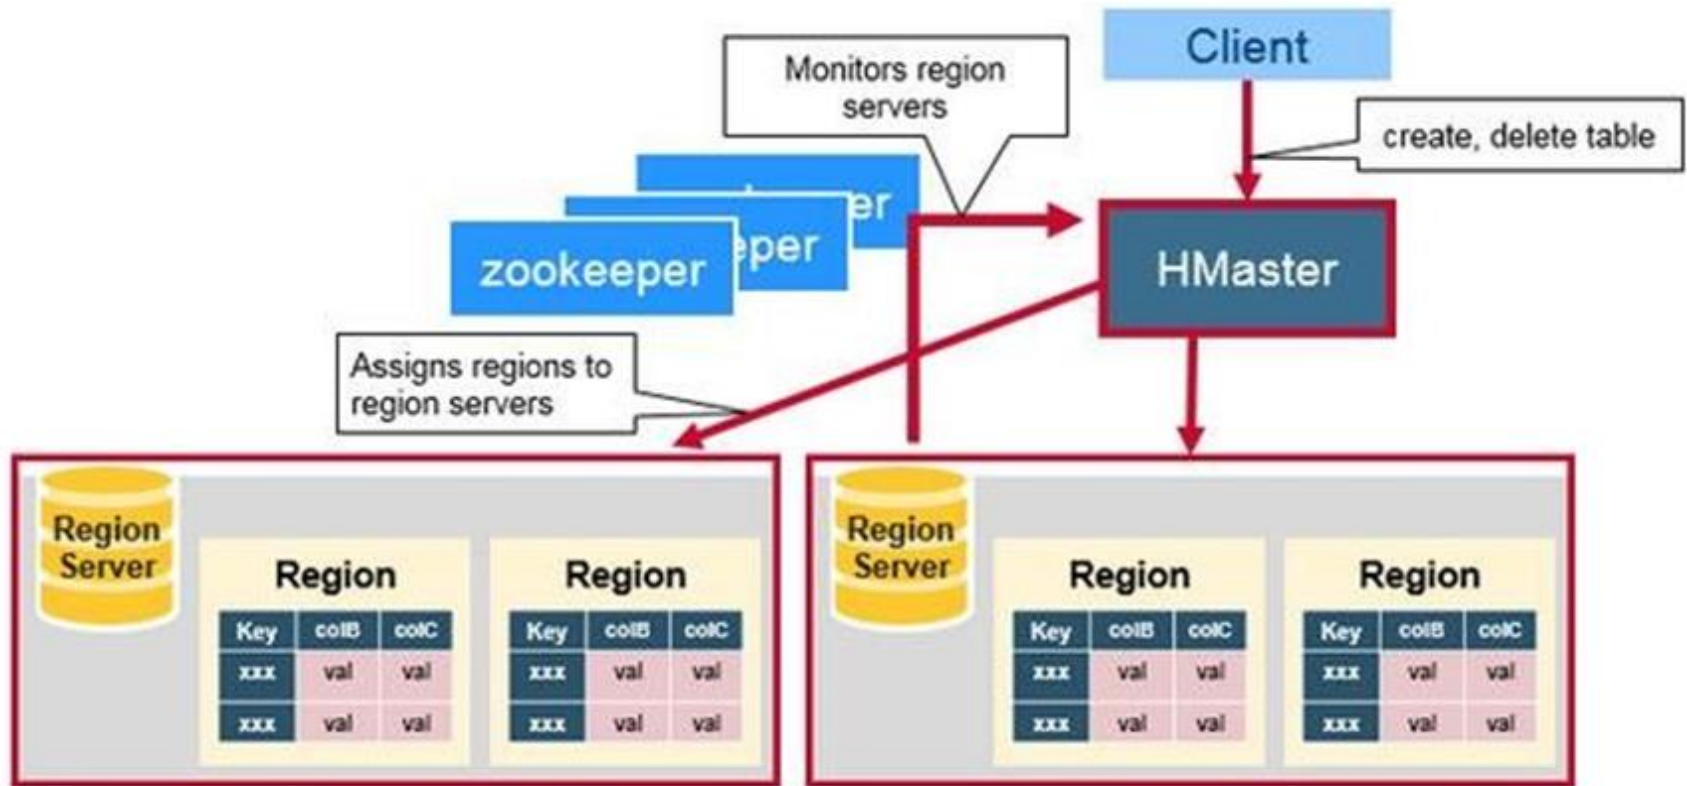 Client
Monitors region
servers
create, delete table
er
eper
zookeeper
HMaster
Assigns regions to
region servers
Region
Server
Region
Key colB colC
xxx val val
xxx val val
Region
Key colB colC
xxx val val
xxx val val
Region
Server
Region
Key colB colC
xxx val val
xxx val val
Region
Key colB colC
xxx val val
xxx val val